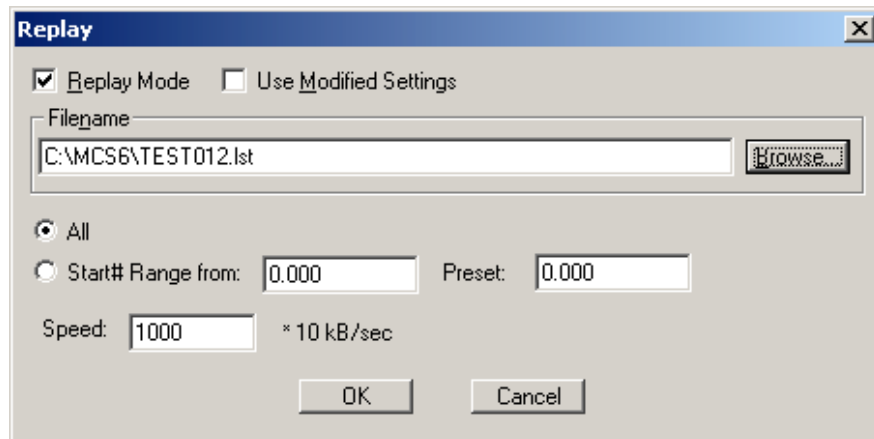 Replay
Replay Mode Use Modified Settings
Filename
C:\MCS6\TEST012.lst Browse...
All
Start# Range from: 0.000 Preset: 0.000
Speed: 1000 * 10 kB/sec
OK Cancel